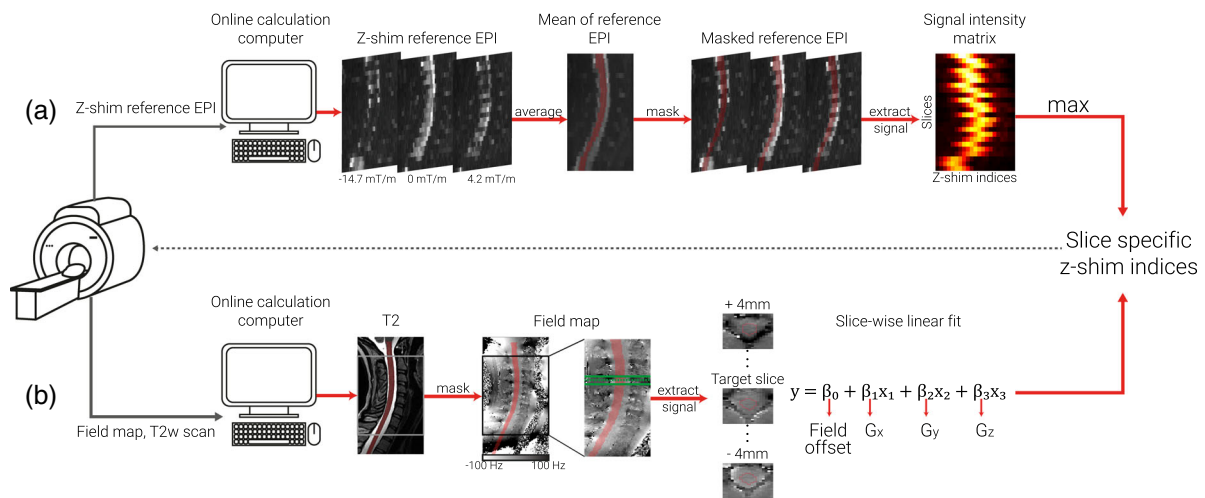 (a)
Z-shim reference EPI
Online calculation
computer
Z-shim reference EPI
-14.7 mT/m
0 mT/m
4.2 mT/m
average
Mean of reference
EPI
mask
Masked reference EPI
extract
signal
Signal intensity
matrix
Slices
Z-shim indices
max
Slice specific
z-shim indices
(b)
Field map, T2w scan
Online calculation
computer
T2
mask
Field map
-100 Hz
100 Hz
extract
signal
+ 4mm
Target slice
- 4mm
Slice-wise linear fit
y = β₀ + β₁x₁ + β₂x₂ + β₃x₃
Field
offset
Gx
Gy
Gz